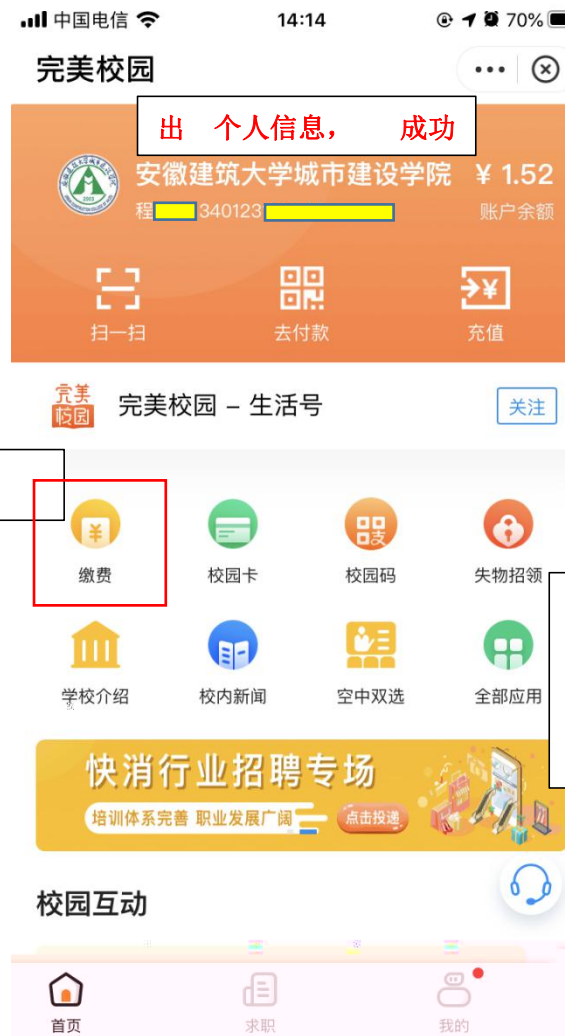 中国电信 14:14 70%
完美校园
出 个人信息， 成功
安徽建筑大学城市建设学院 ¥ 1.52
程 340123 账户余额
扫一扫 去付款 充值
完美校园
完美校园 – 生活号 关注
缴费 校园卡 校园码 失物招领
学校介绍 校内新闻 空中双选 全部应用
快消行业招聘专场
培训体系完善 职业发展广阔 点击投递
校园互动
首页 求职 我的